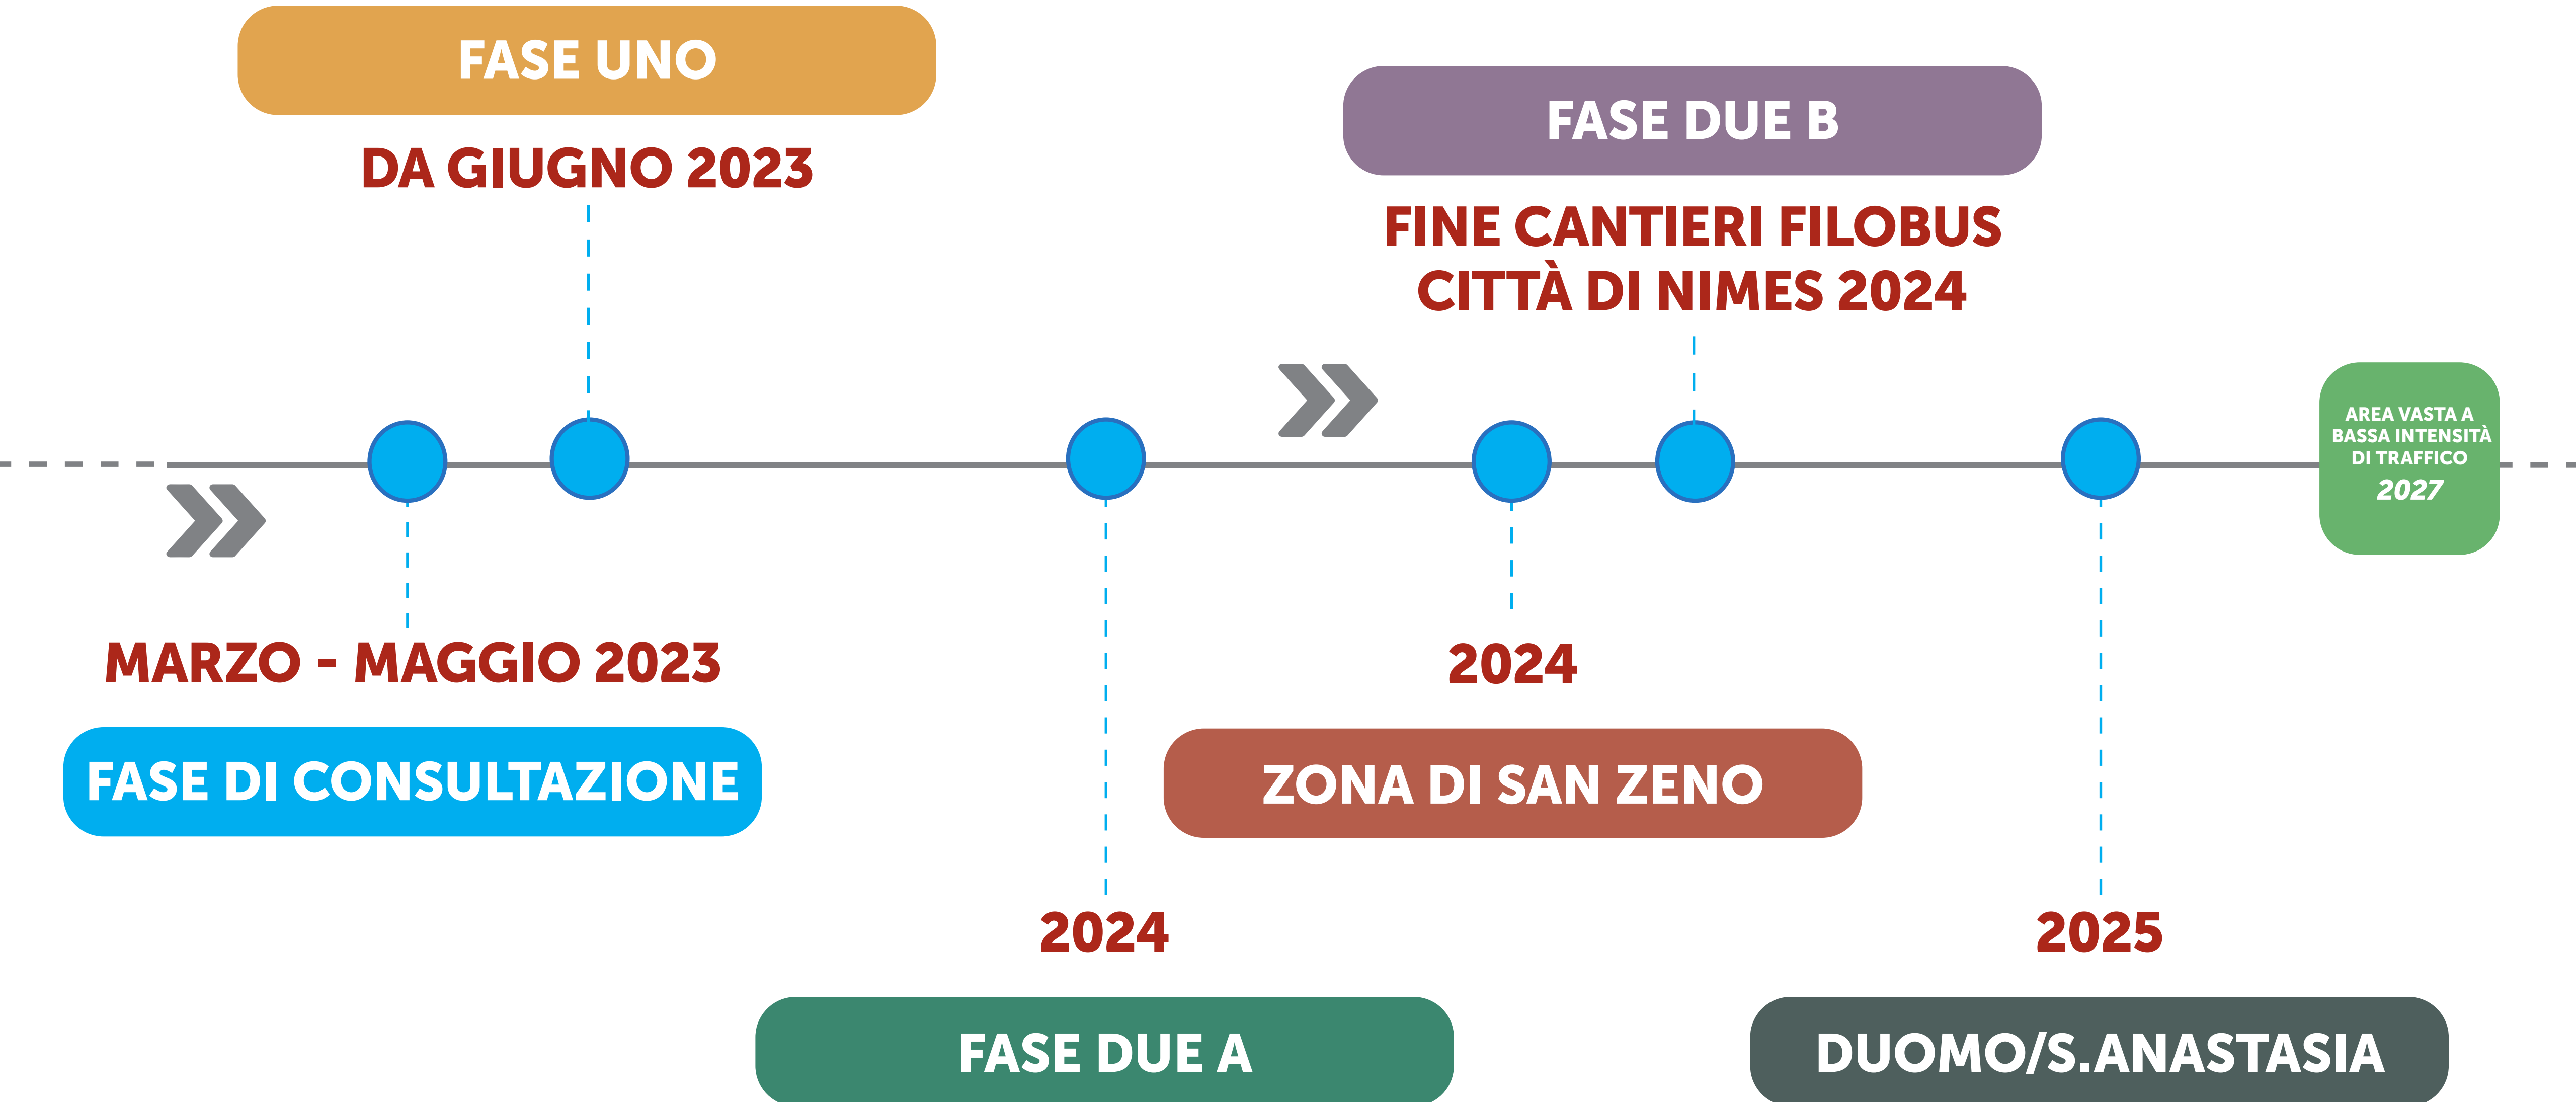 FASE UNO
DA GIUGNO 2023
FASE DUE B
FINE CANTIERI FILOBUS
CITTÀ DI NIMES 2024
AREA VASTA A
BASSA INTENSITÀ
DI TRAFFICO
2027
MARZO - MAGGIO 2023
FASE DI CONSULTAZIONE
2024
ZONA DI SAN ZENO
2024
FASE DUE A
2025
DUOMO/S.ANASTASIA